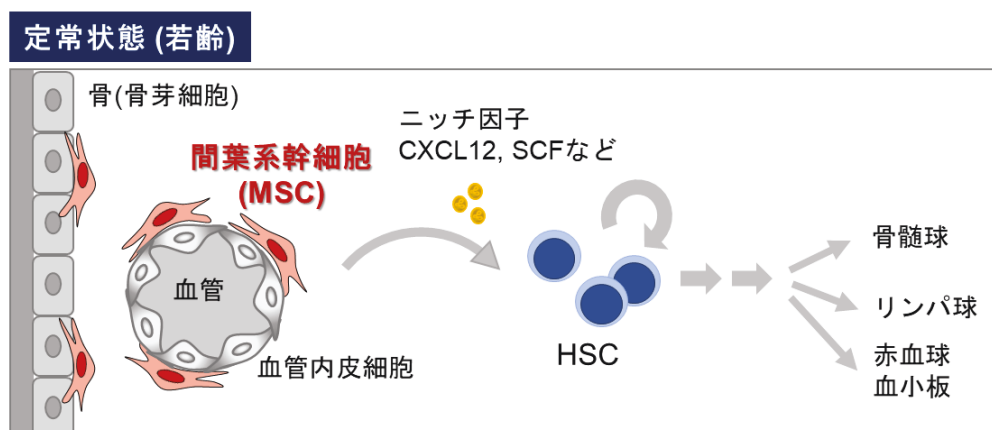 定常状態 (若齢)
骨(骨芽細胞)
間葉系幹細胞
(MSC)
血管
血管内皮細胞
ニッチ因子
CXCL12, SCFなど
HSC
骨髄球
リンパ球
赤血球
血小板